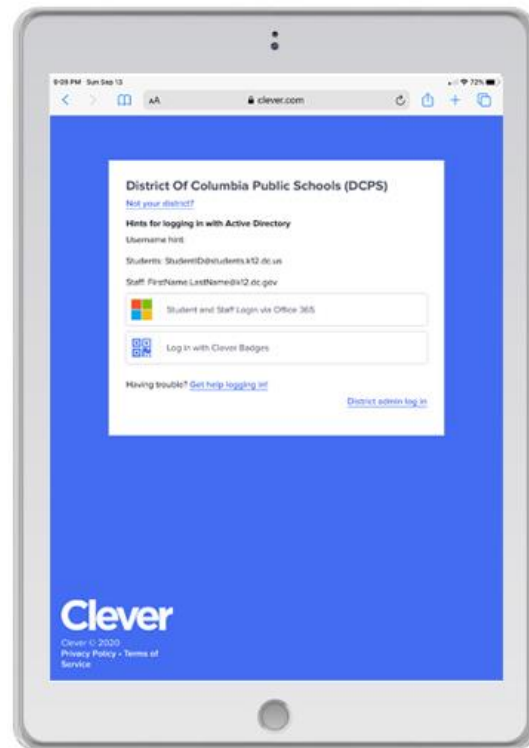 9:09 PM Sun Sep 13
72%
AA
clever.com
District Of Columbia Public Schools (DCPS)
Not your district?
Hints for logging in with Active Directory
Username hint
Students: StudentID@students.k12.dc.us
Staff: FirstName.LastName@k12.dc.gov
Student and Staff Login via Office 365
Log in with Clever Badges
Having trouble? Get help logging in!
District admin log in
Clever
Clever © 2020
Privacy Policy • Terms of
Service